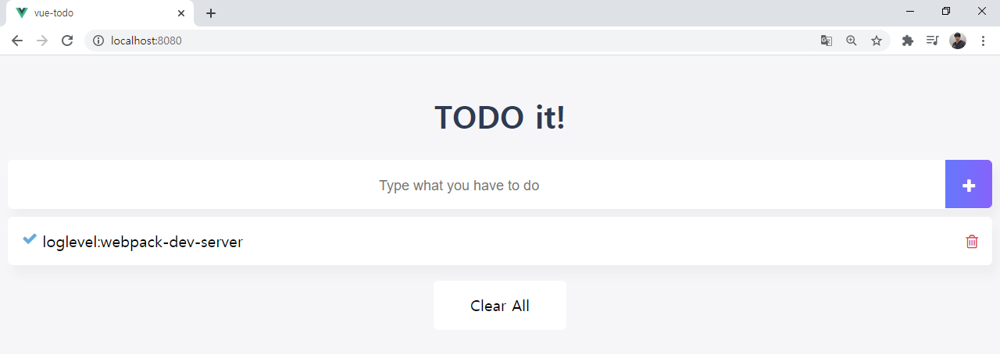 vue-todo
localhost:8080
TODO it!
Type what you have to do
loglevel:webpack-dev-server
Clear All